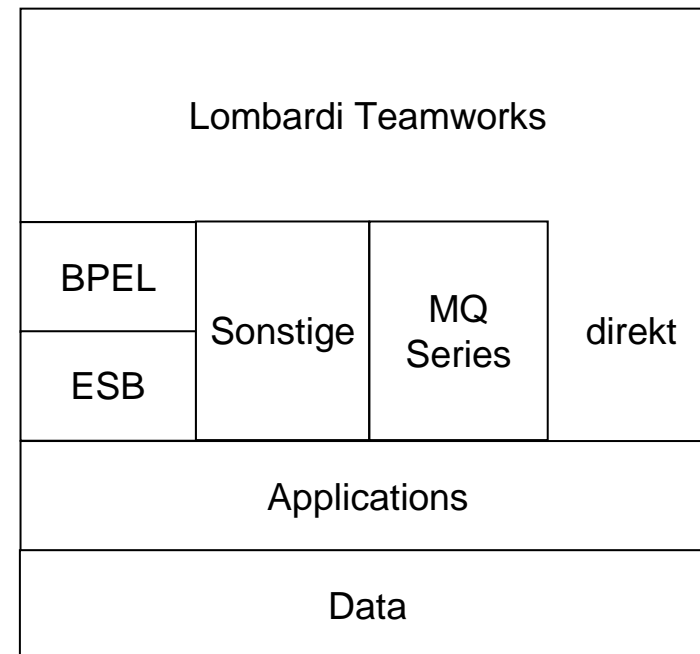 Lombardi Teamworks
BPEL
ESB
Sonstige
MQ
Series
direkt
Applications
Data